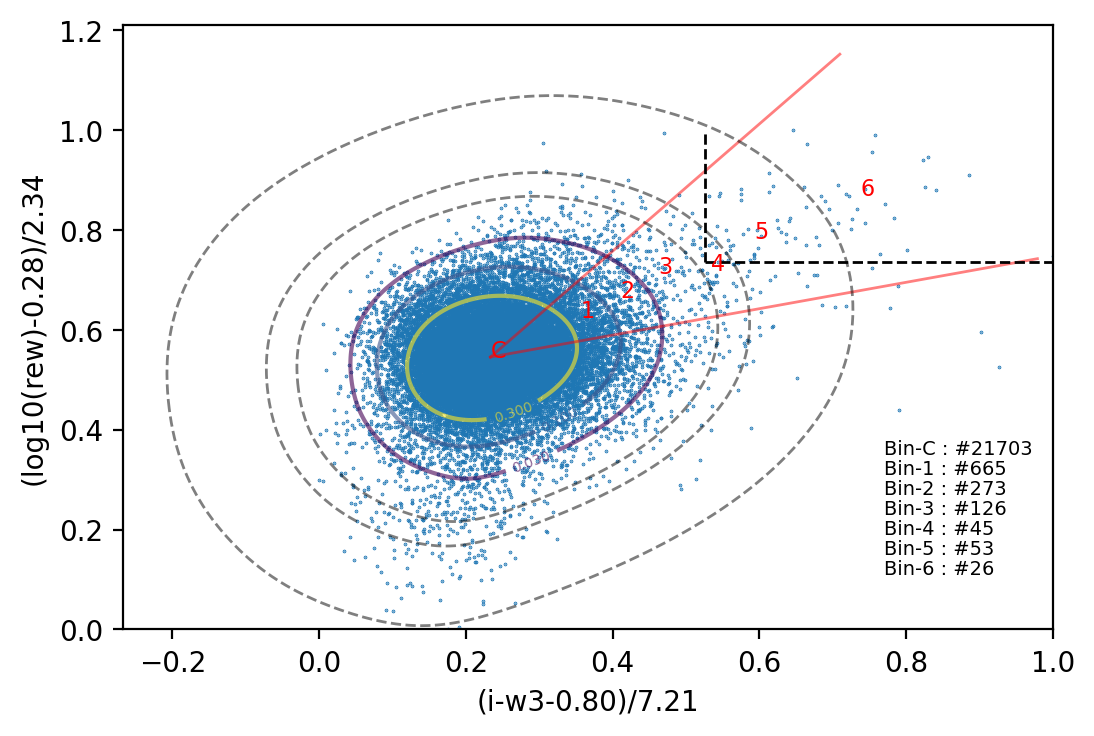 1.2
1.0
0.8
0.6
0.4
0.2
0.0
(log10(rew)-0.28)/2.34
6
5
4
3
2
1
C
0.300
Bin-C : #21703
Bin-1 : #665
Bin-2 : #273
Bin-3 : #126
Bin-4 : #45
Bin-5 : #53
Bin-6 : #26
−0.2
0.0
0.2
0.4
0.6
0.8
1.0
(i-w3-0.80)/7.21